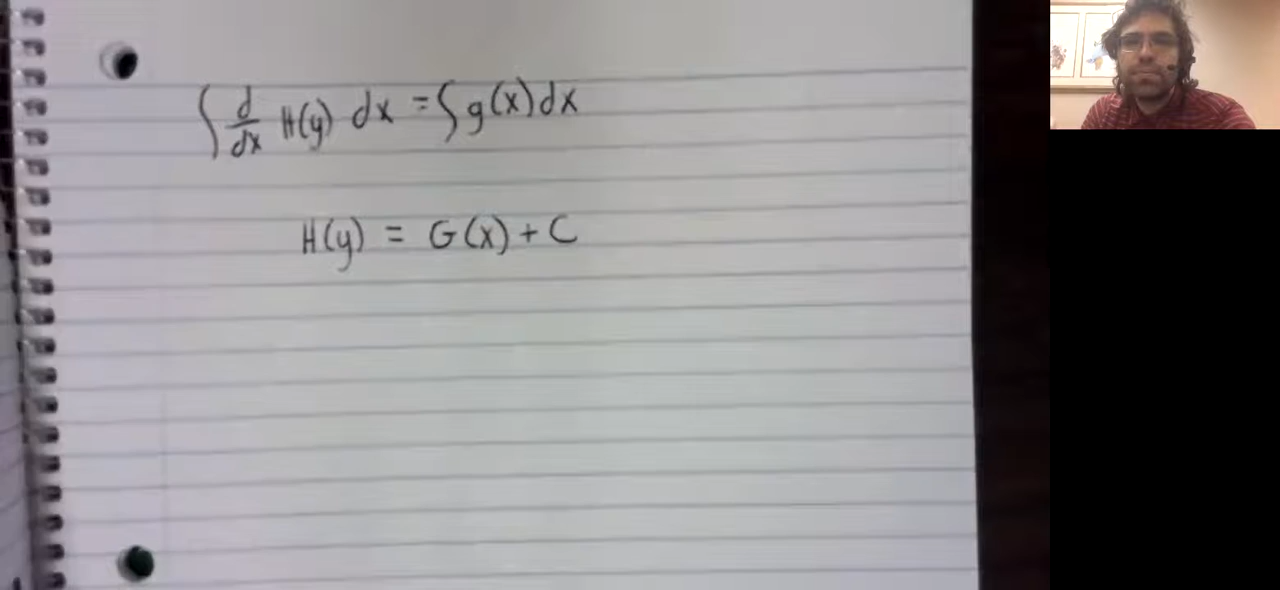 ∫ d/dx H(y) dx = ∫ g(x) dx
H(y) = G(x) + C